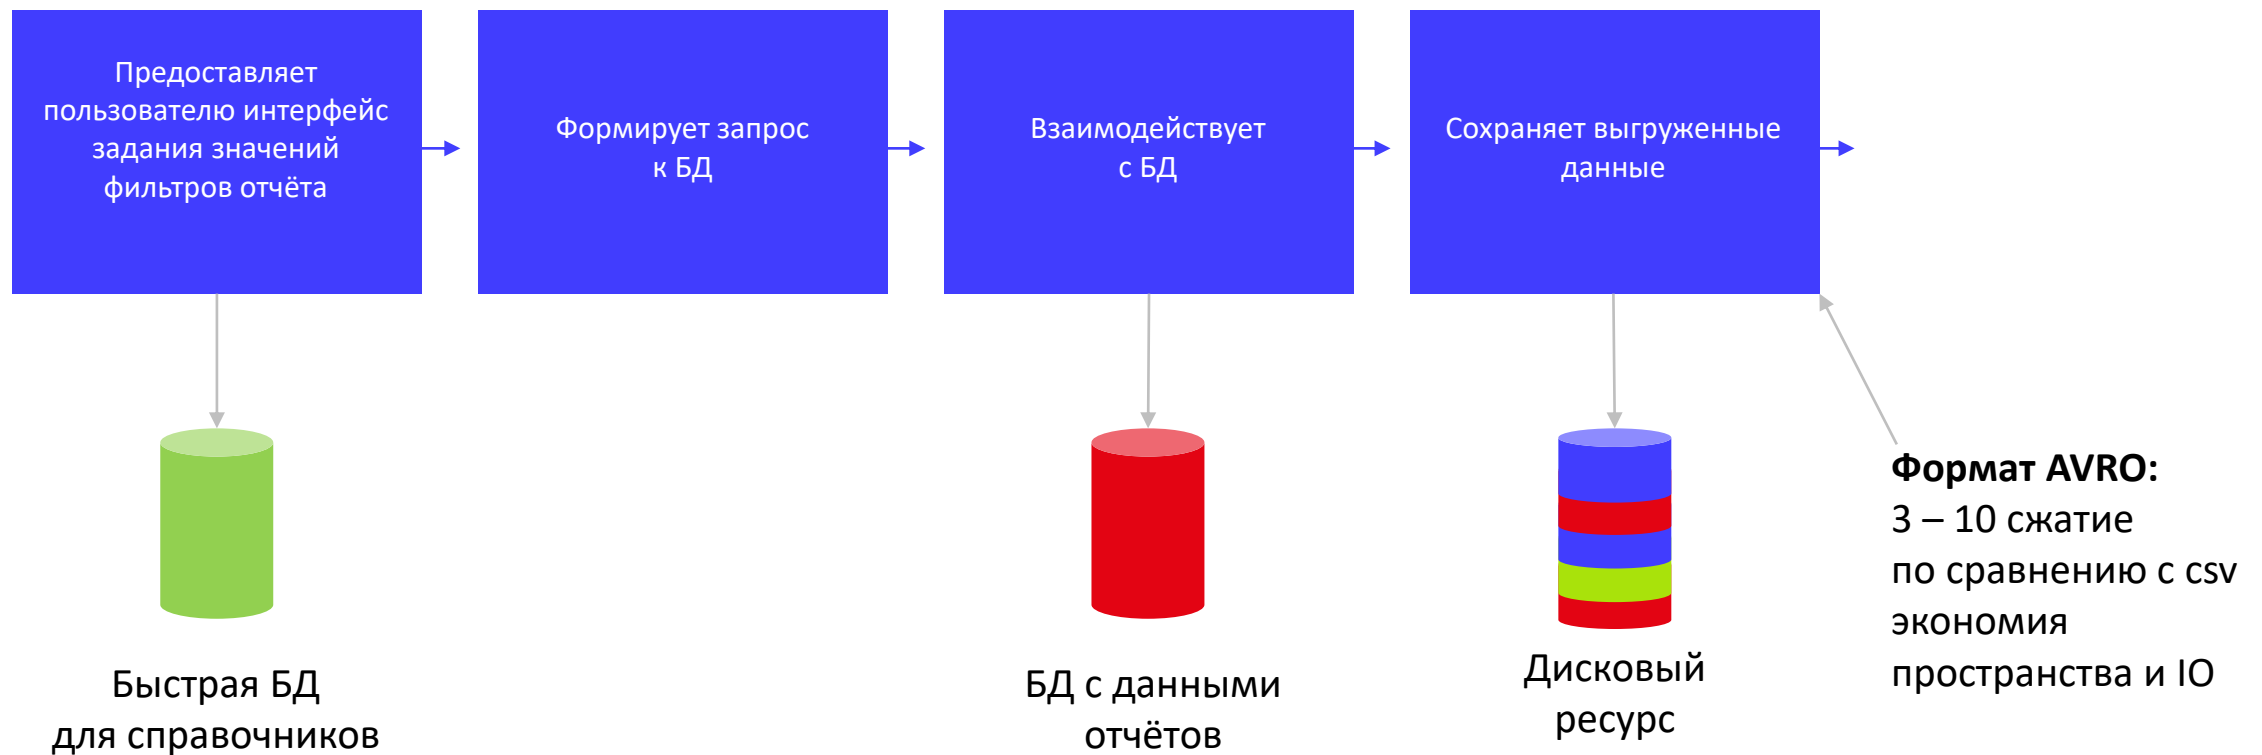 Предоставляет
пользователю интерфейс
задания значений
фильтров отчёта
Формирует запрос
к БД
Взаимодействует
с БД
Сохраняет выгруженные
данные
Быстрая БД
для справочников
БД с данными
отчётов
Дисковый
ресурс
Формат AVRO:
3 – 10 сжатие
по сравнению с csv
экономия
пространства и IO